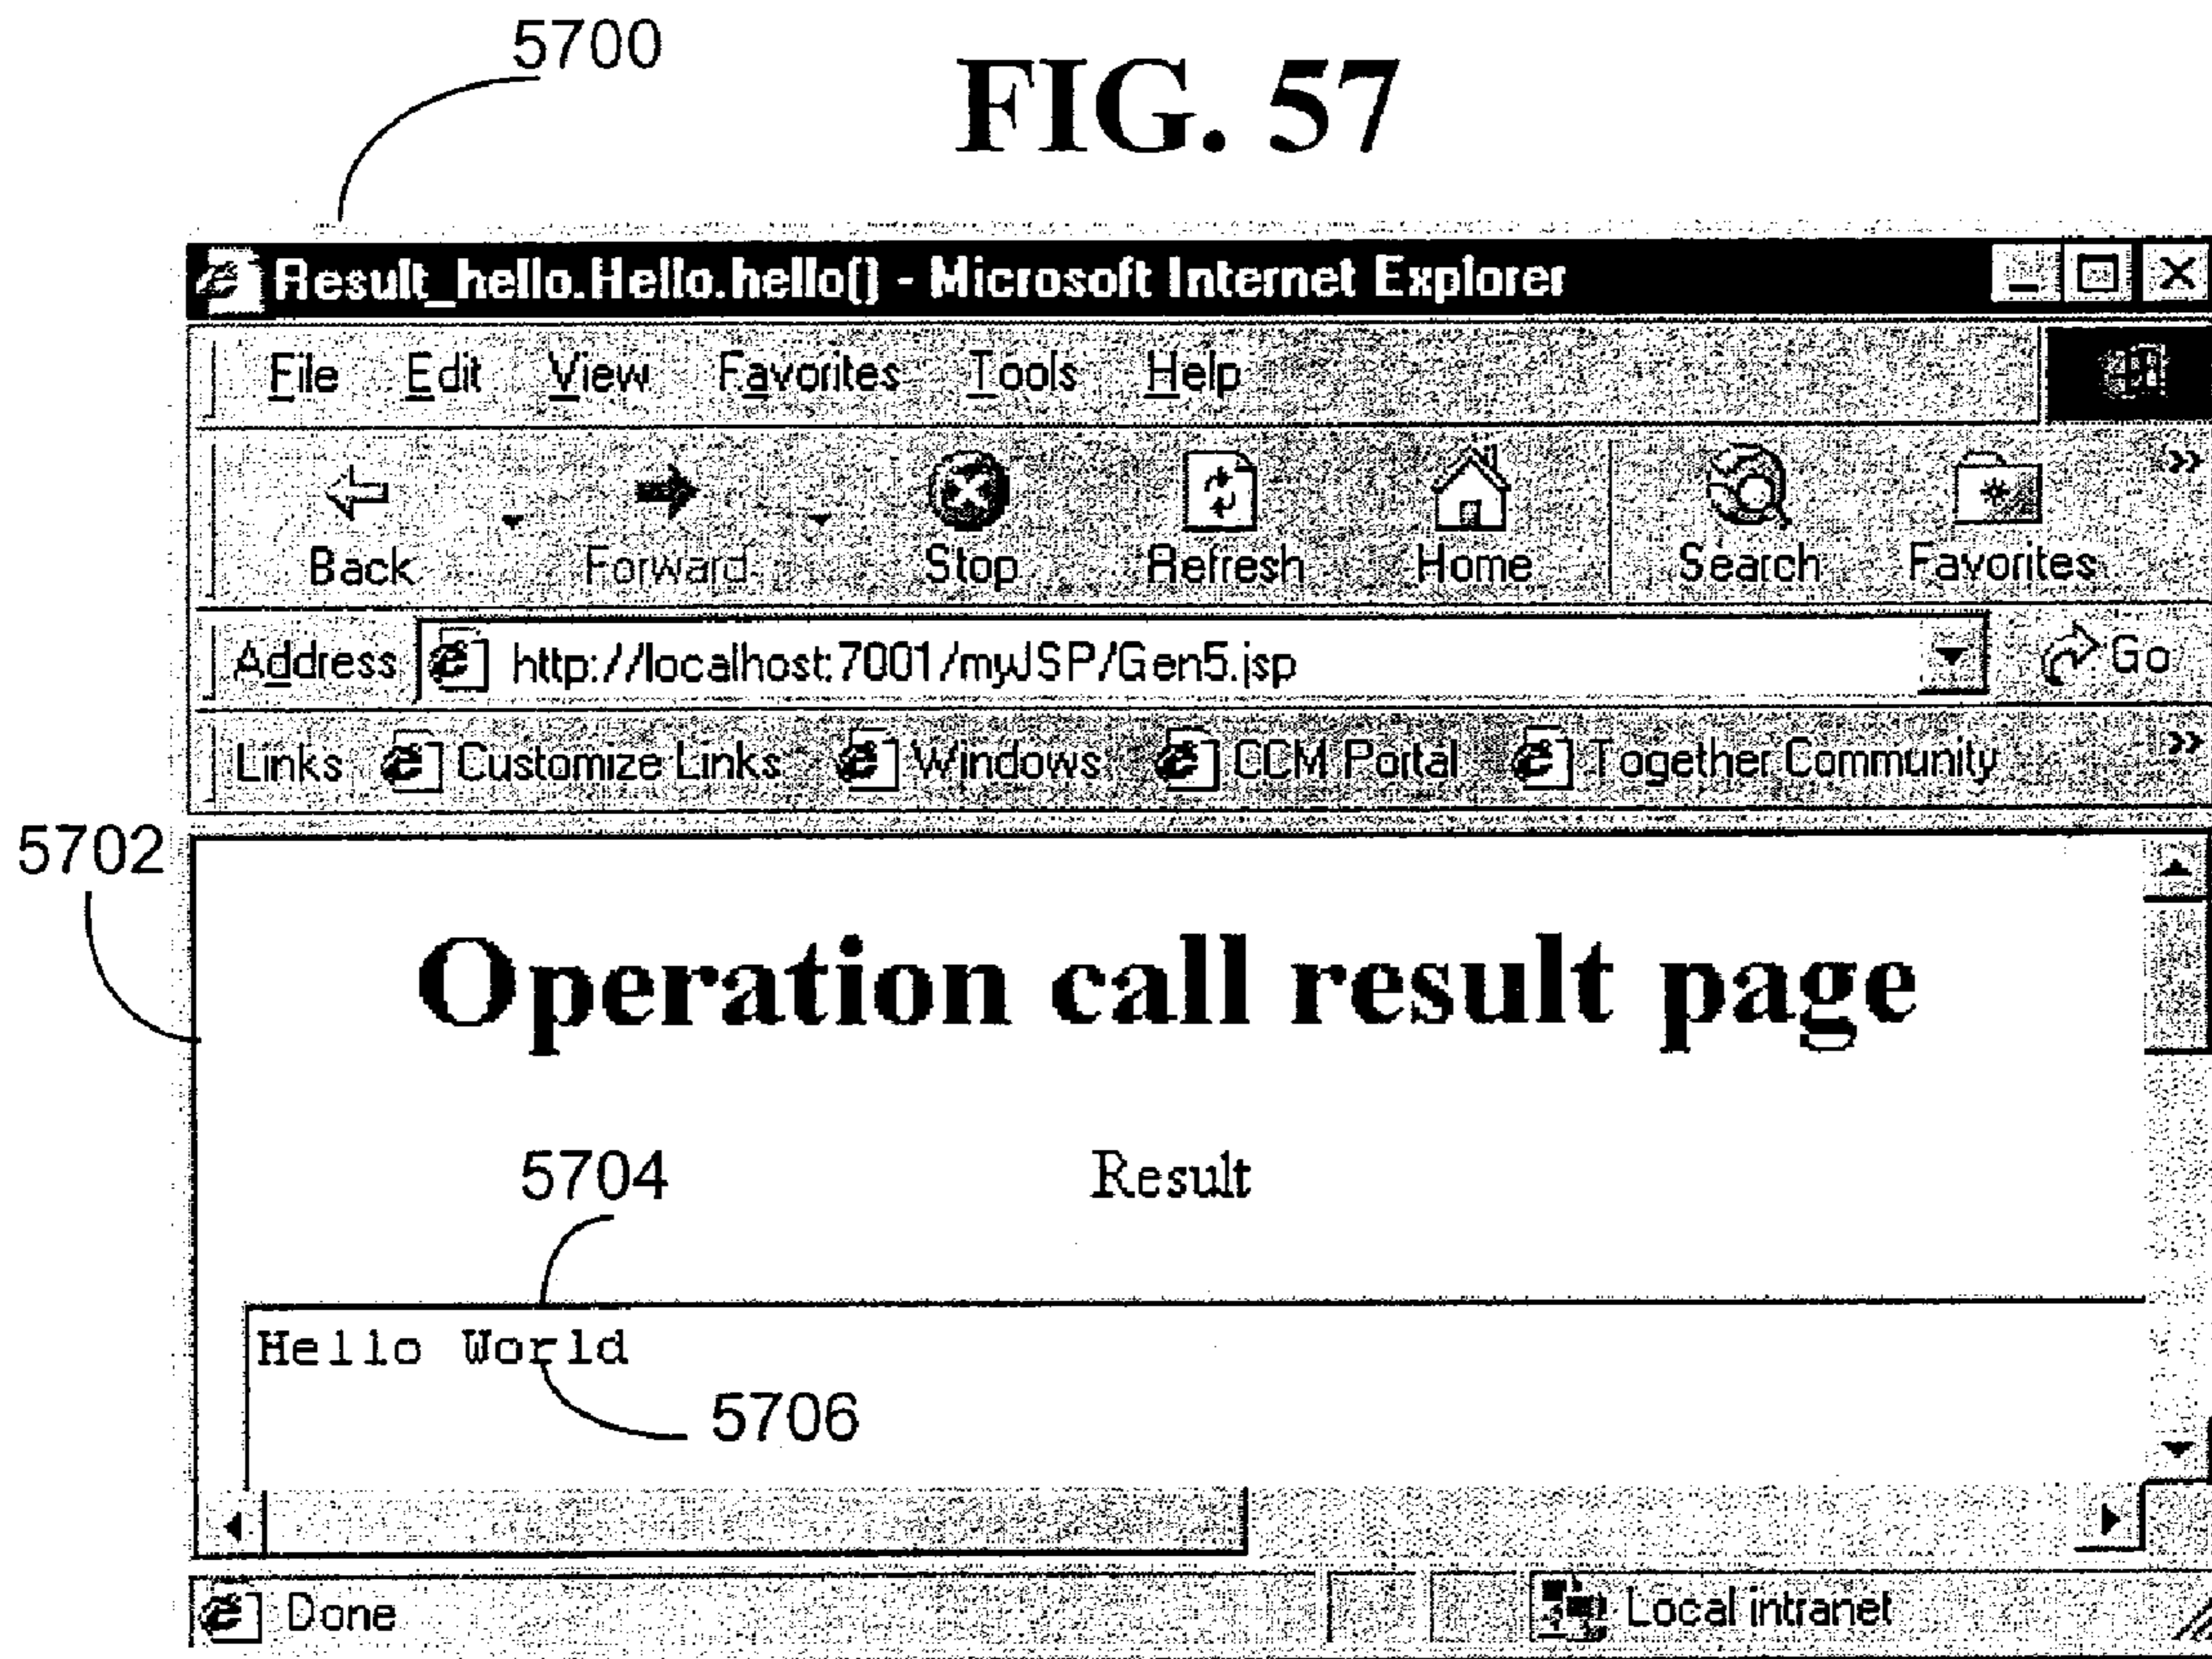 5700
FIG. 57
Result_hello.Hello.hello() - Microsoft Internet Explorer
File Edit View Favorites Tools Help
Back Forward Stop Refresh Home Search Favorites »
Address http://localhost:7001/myJSP/Gen5.jsp Go
Links Customize Links Windows CCM Portal Together Community »
5702
Operation call result page
5704
Result
Hello World
5706
Done Local intranet